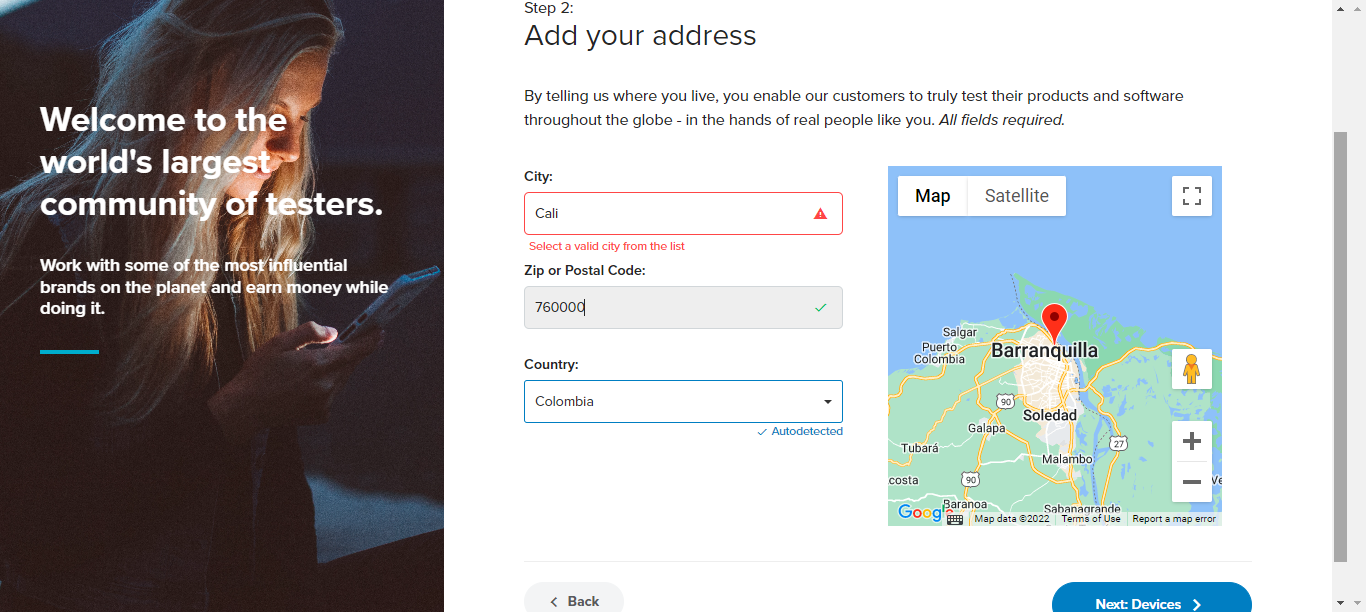 Welcome to the
world's largest
community of testers.
Work with some of the most influential
brands on the planet and earn money while
doing it.
Step 2:
Add your address
By telling us where you live, you enable our customers to truly test their products and software
throughout the globe - in the hands of real people like you. All fields required.
City:
Cali
Select a valid city from the list
Zip or Postal Code:
760000
Country:
Colombia
Autodetected
Map
Satellite
Salgar
Puerto
Colombia
Barranquilla
90
Soledad
Galapa
27
Tubará
Malambo
costa
90
Ve
Baranoa
Sabanagrande
Google
Map data ©2022
Terms of Use
Report a map error
Back
Next: Devices